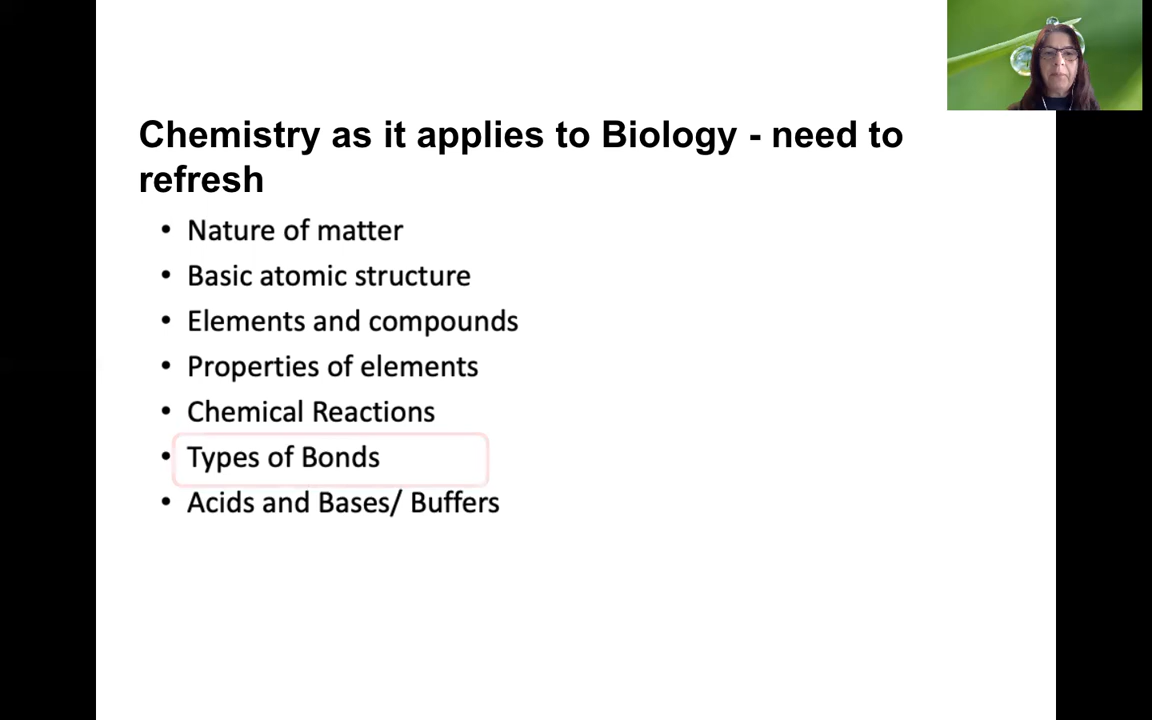 Chemistry as it applies to Biology - need to
refresh
• Nature of matter
• Basic atomic structure
• Elements and compounds
• Properties of elements
• Chemical Reactions
• Types of Bonds
• Acids and Bases/ Buffers